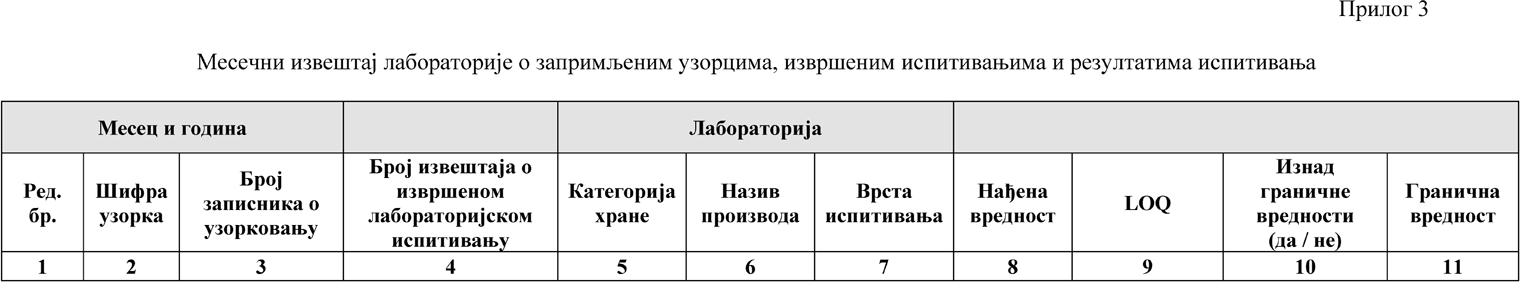 Прилог 3
Месечни извештај лабораторије о запримљеним узорцима, извршеним испитивањима и резултатима испитивања
Месец и година
Лабораторија
Ред.
бр.
Шифра
узорка
Број
записника о
узорковању
Број извештаја о
извршеном
лабораторијском
испитивању
Категорија
хране
Назив
производа
Врста
испитивања
Нађена
вредност
LOQ
Изнад
граничне
вредности
(да / не)
Гранична
вредност
1 2 3 4 5 6 7 8 9 10 11